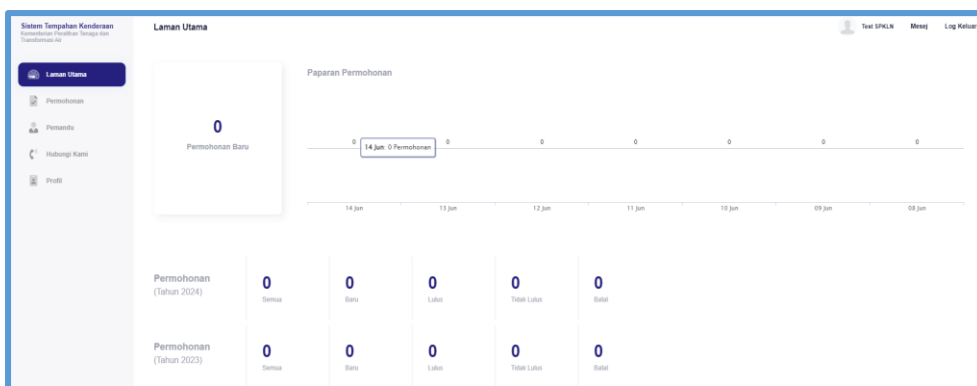 Sistem Tempahan Kenderaan
Kementerian Peralihan Tenaga dan
Transformasi Air
Laman Utama
Text SPKLN
Mesej
Log Keluar
Laman Utama
Permohonan
Pemandu
Hubungi Kami
Profil
0
Permohonan Baru
Paparan Permohonan
0 0 0 0 0 0 0
14 Jun: 0 Permohonan
14 Jun 13 Jun 12 Jun 11 Jun 10 Jun 09 Jun 08 Jun
Permohonan
(Tahun 2024)
0 0 0 0 0
Semua Baru Lulus Tidak Lulus Batal
Permohonan
(Tahun 2023)
0 0 0 0 0
Semua Baru Lulus Tidak Lulus Batal